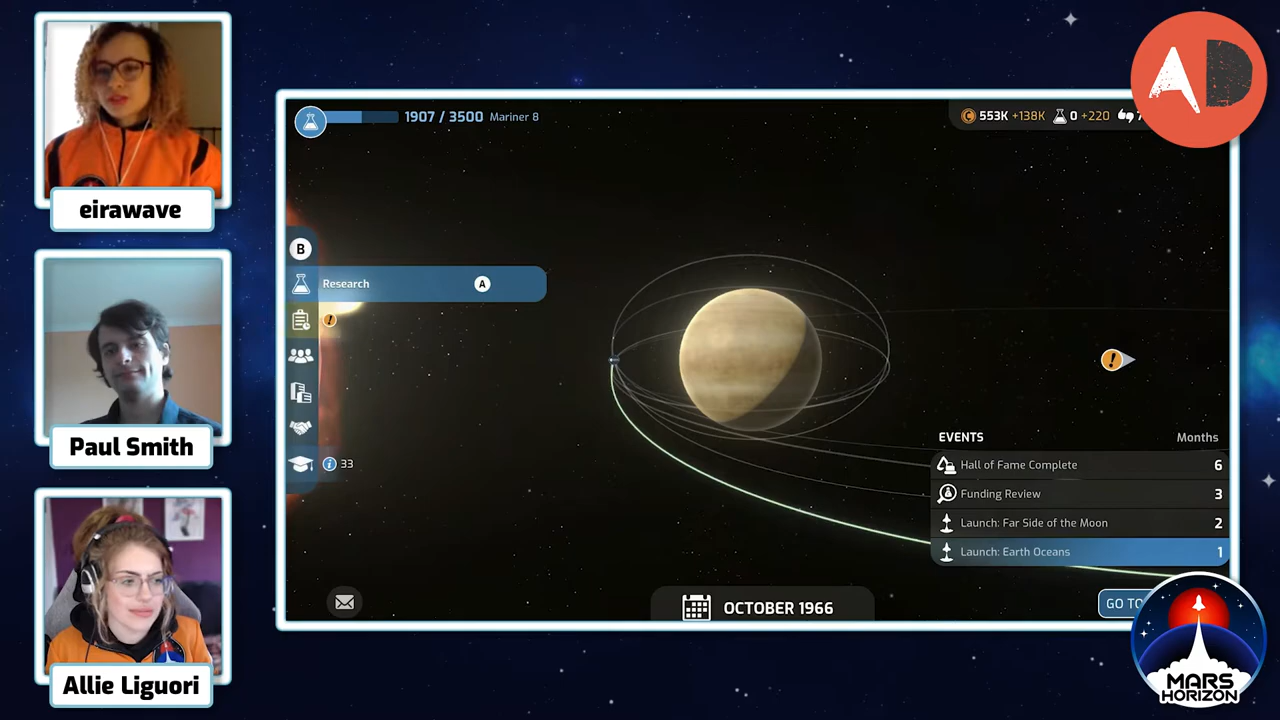 eirawave
Paul Smith
Allie Liguori
1907 / 3500 Mariner 8
553K +138K 0 +220
B
Research A
33
EVENTS Months
Hall of Fame Complete 6
Funding Review 3
Launch: Far Side of the Moon 2
Launch: Earth Oceans 1
OCTOBER 1966
GO TO
AD
MARS
HORIZON